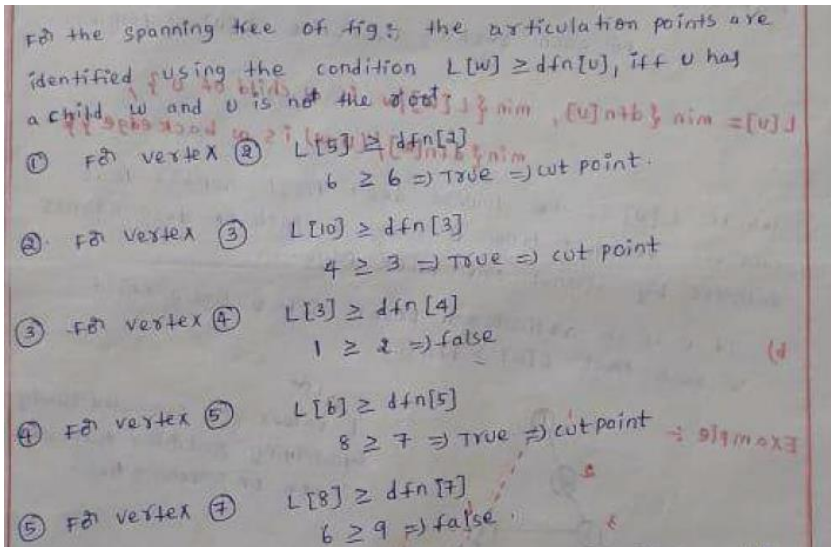 For the spanning tree of fig:, the articulation points are
identified using the condition L[w] ≥ dfn[u], iff u has
a child w and u is not the root.
① For vertex ② L[5] ≥ dfn[2]
6 ≥ 6 => True => cut point.
②. For vertex ③ L[10] ≥ dfn[3]
4 ≥ 3 => True => cut point
③ For vertex ④ L[3] ≥ dfn[4]
1 ≥ 2 => false
④ For vertex ⑤ L[6] ≥ dfn[5]
8 ≥ 7 => True => cut point
⑤ For vertex ⑦ L[8] ≥ dfn[7]
6 ≥ 9 => false.